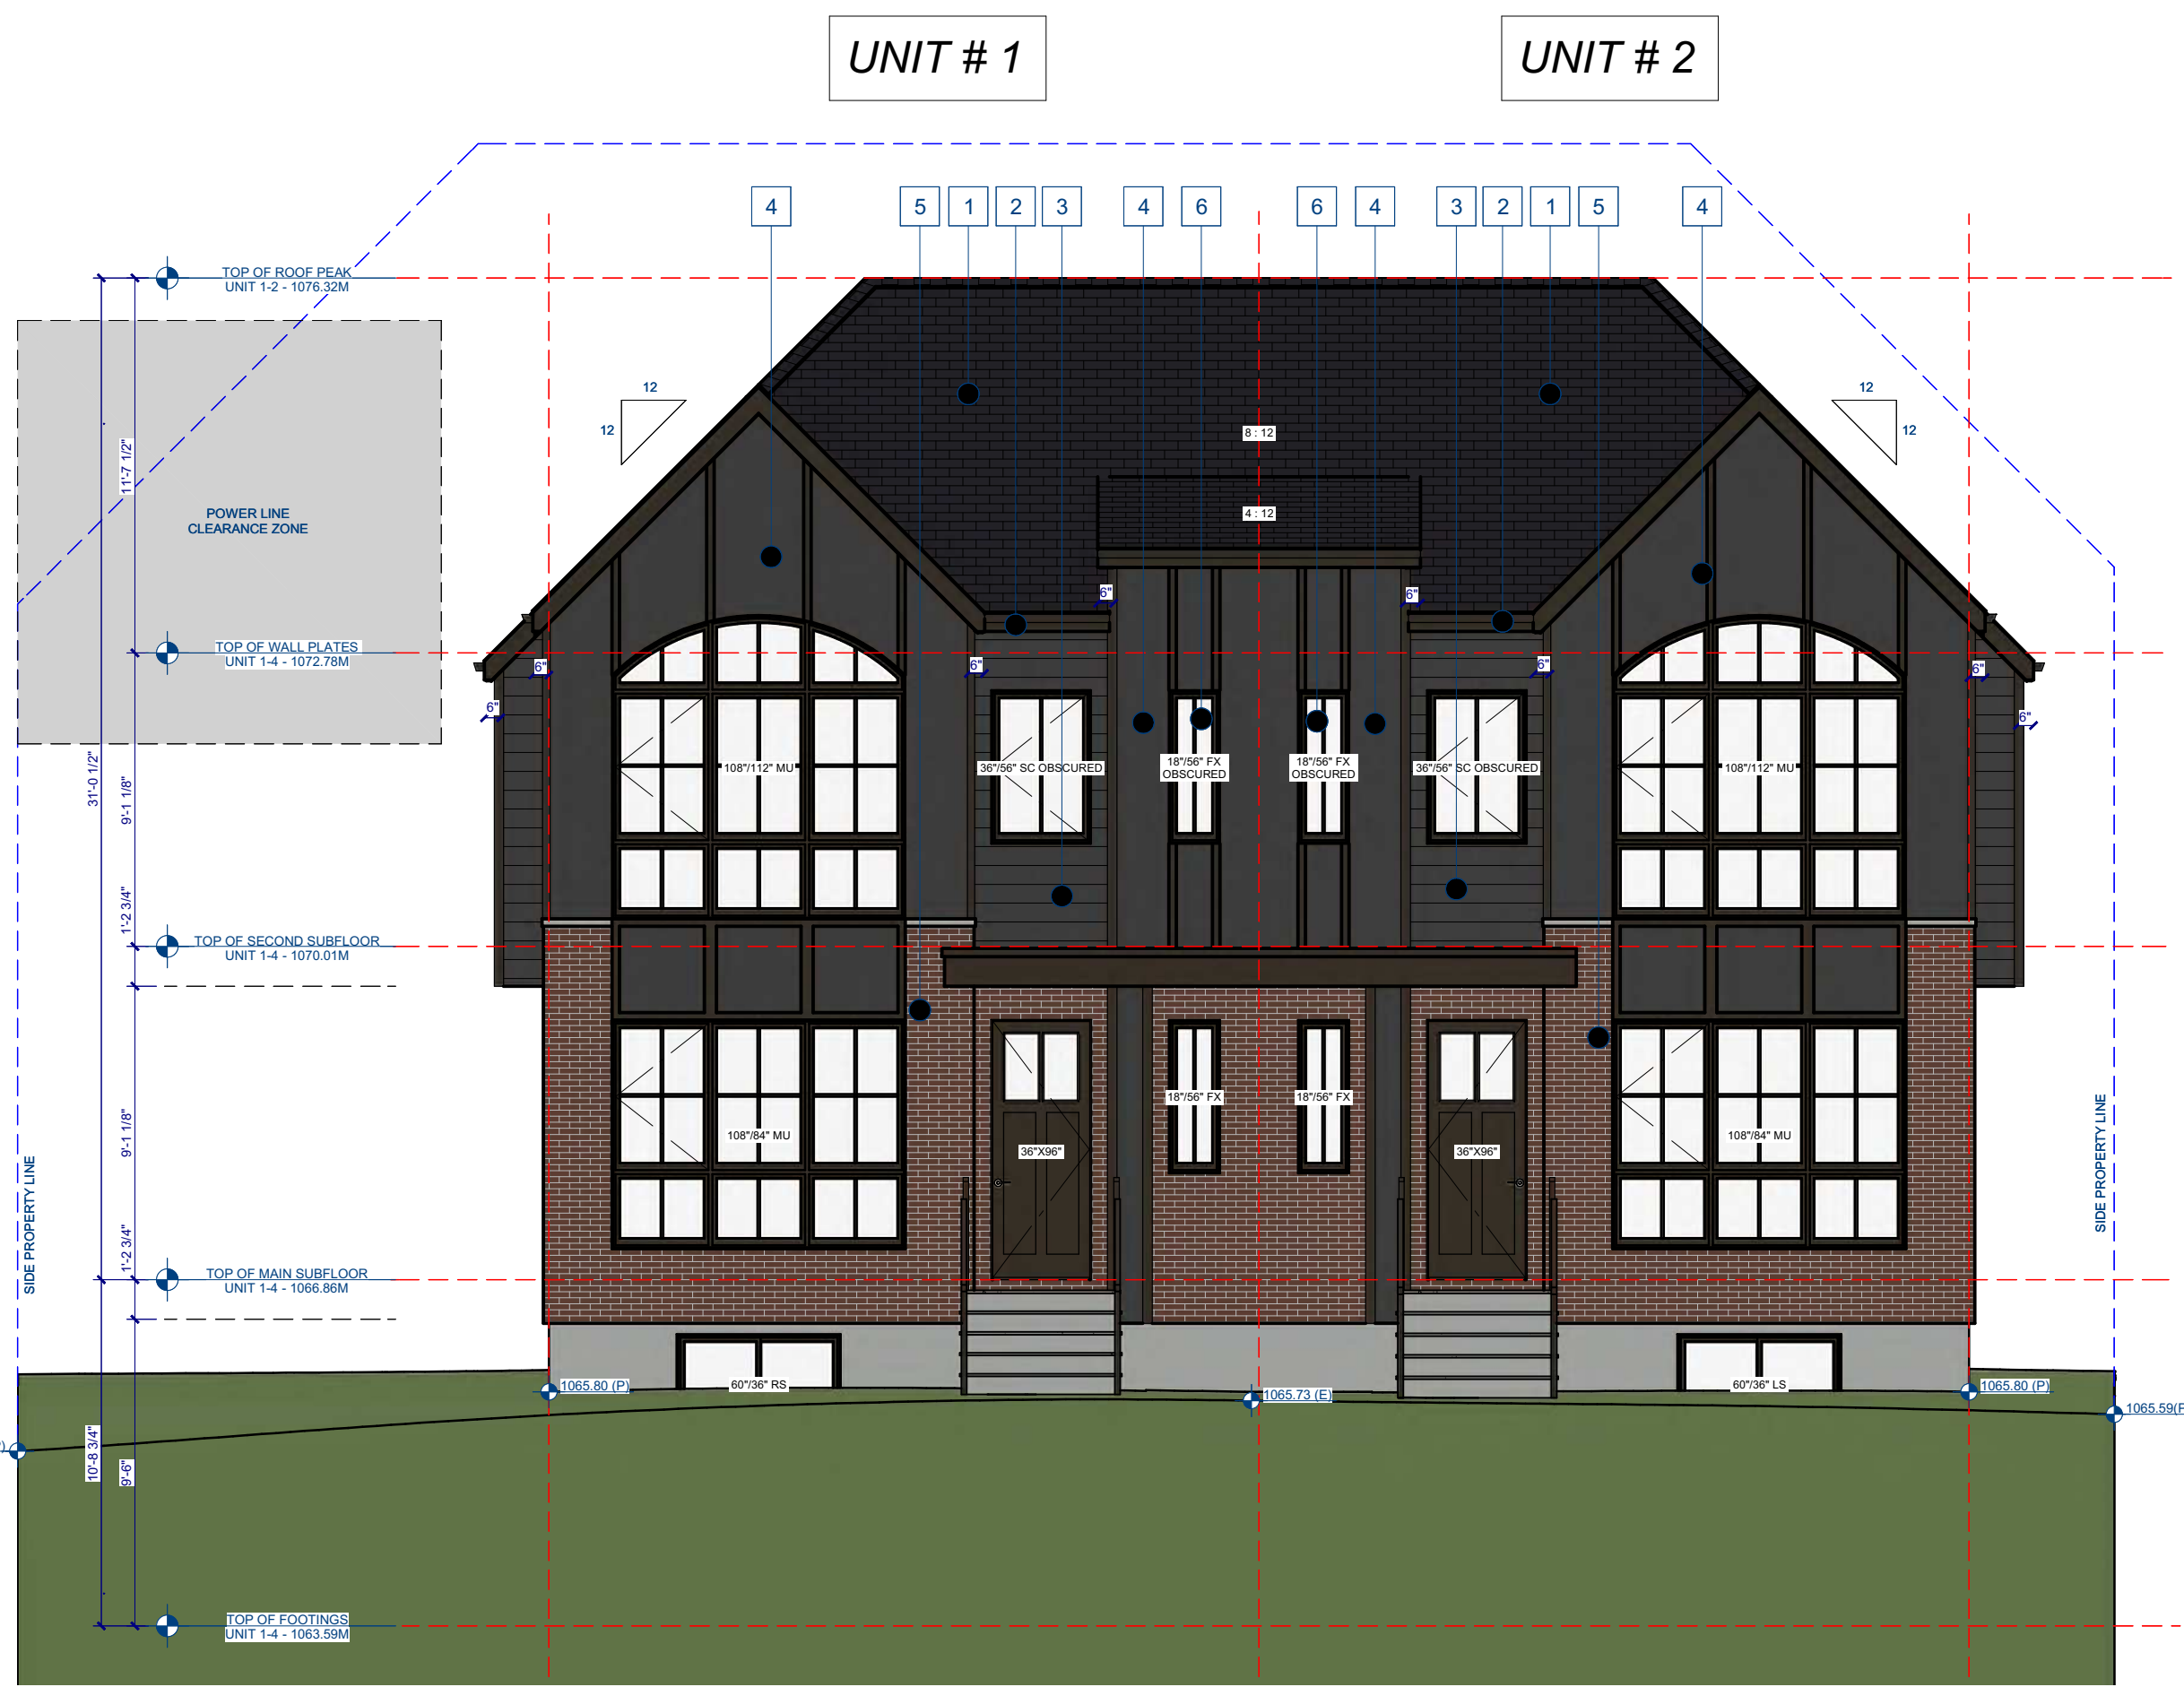 UNIT # 1
UNIT # 2
4
5
1
2
3
4
6
6
4
3
2
1
5
4
TOP OF ROOF PEAK
UNIT 1-2 - 1076.32M
12
12
12
12
8 : 12
4 : 12
11'-7 1/2"
POWER LINE
CLEARANCE ZONE
6"
6"
TOP OF WALL PLATES
UNIT 1-4 - 1072.78M
6"
6"
6"
6"
6"
6"
31'-0 1/2"
9'-1 1/8"
108"/112" MU
36"/56" SC OBSCURED
18"/56" FX
OBSCURED
18"/56" FX
OBSCURED
36"/56" SC OBSCURED
108"/112" MU
1'-2 3/4"
TOP OF SECOND SUBFLOOR
UNIT 1-4 - 1070.01M
9'-1 1/8"
108"/84" MU
36"X96"
18"/56" FX
18"/56" FX
36"X96"
108"/84" MU
SIDE PROPERTY LINE
SIDE PROPERTY LINE
1'-2 3/4"
TOP OF MAIN SUBFLOOR
UNIT 1-4 - 1066.86M
1065.80 (P)
60"/36" RS
1065.73 (E)
60"/36" LS
1065.80 (P)
1065.59(
10'-8 3/4"
9'-6"
TOP OF FOOTINGS
UNIT 1-4 - 1063.59M